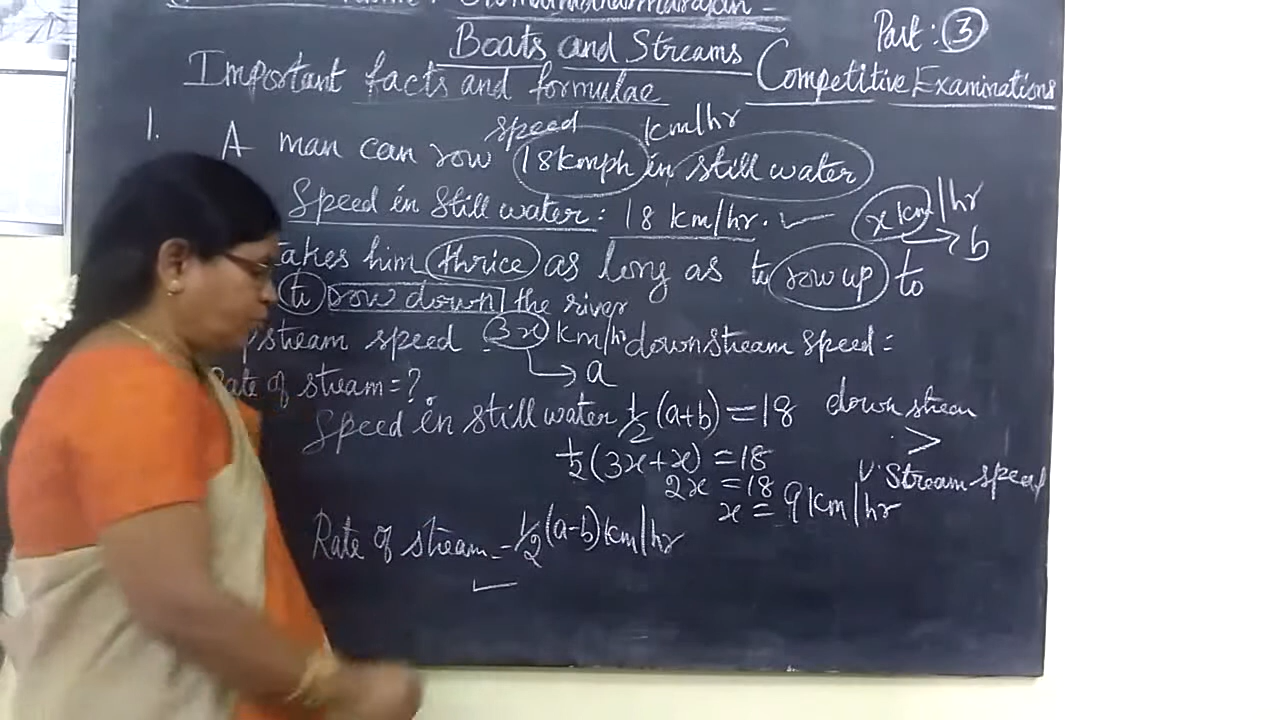 Boats and Streams
Part: 3
Important facts and formulae
Competitive Examinations
speed km/hr
1. A man can row 18kmph in still water
Speed in Still water: 18 km/hr. x km/hr
→ b
takes him thrice as long as to row up to
to row down the river
upstream speed = 3x km/hr downstream speed =
→ a
Rate of stream = ?
Speed in still water 1/2 (a+b) = 18 down stream
1/2 (3x+x) = 18 >
2x = 18 U. Stream speed
x = 9 km/hr
Rate of stream = 1/2 (a-b) km/hr